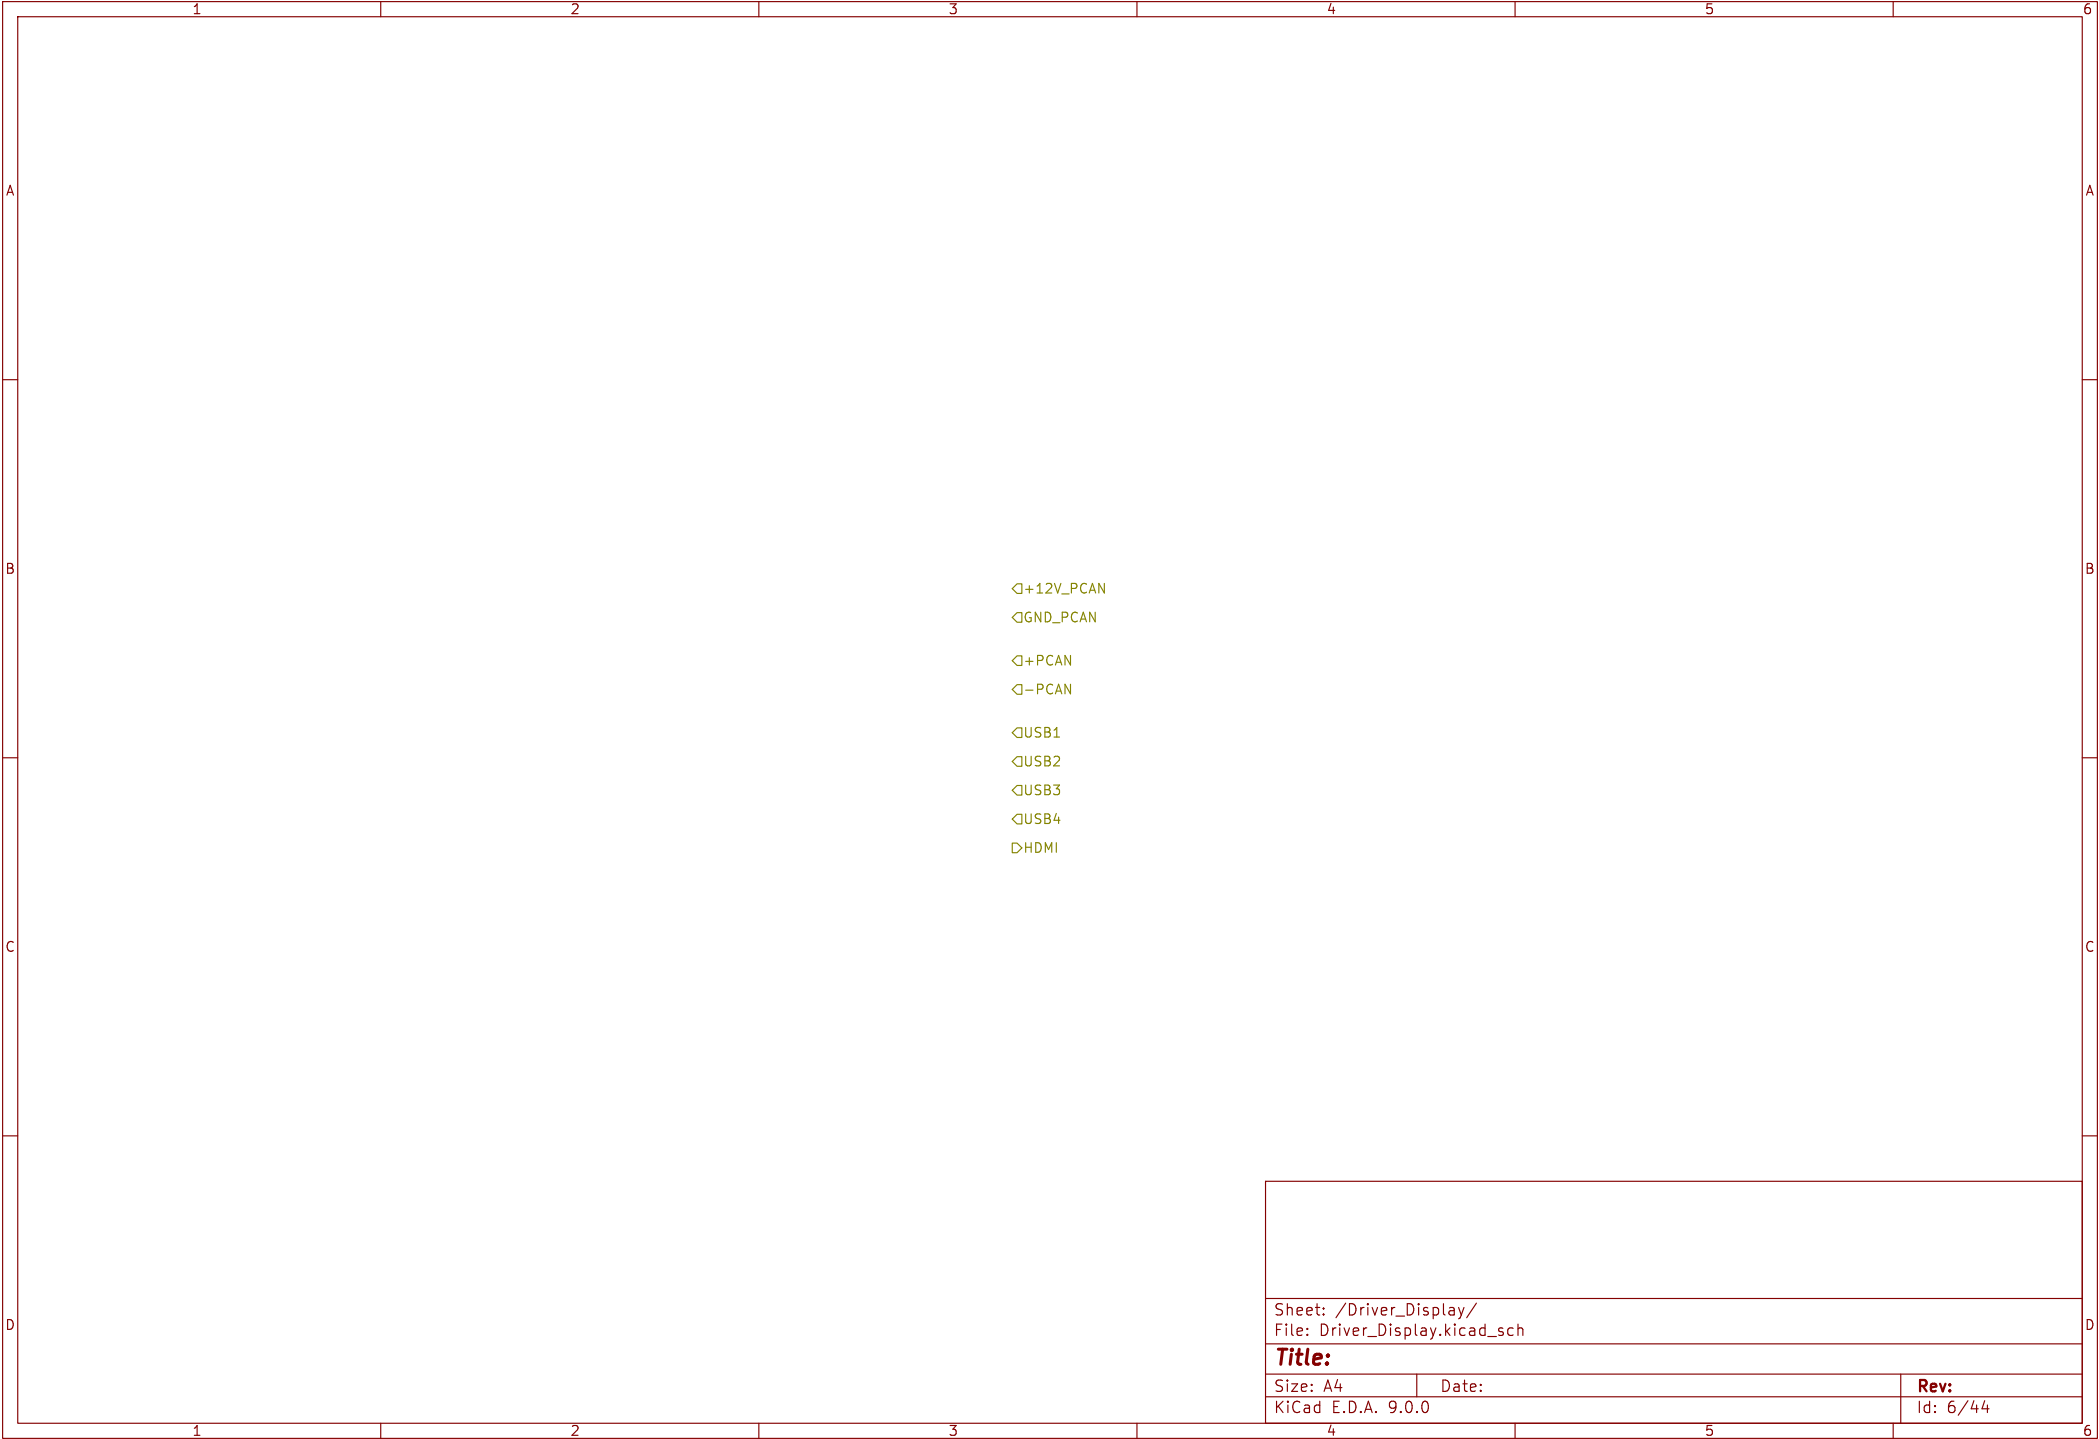 1 2 3 4 5 6
A A
B B
+12V_PCAN
GND_PCAN
+PCAN
-PCAN
USB1
USB2
USB3
USB4
HDMI
C C
Sheet: /Driver_Display/
File: Driver_Display.kicad_sch
D D
Title:
Size: A4 Date: Rev:
KiCad E.D.A. 9.0.0 Id: 6/44
1 2 3 4 5 6